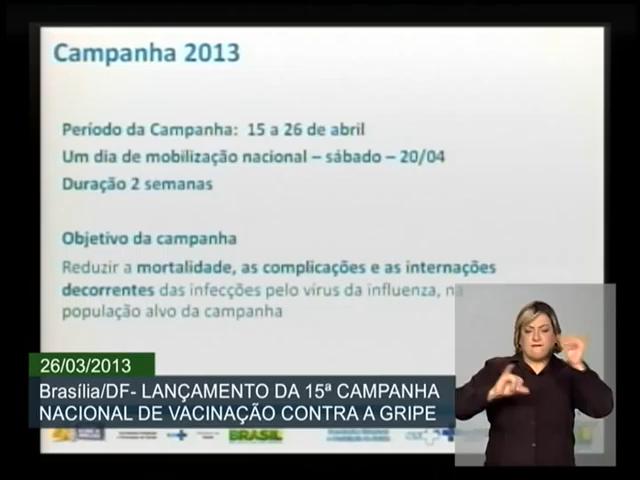 Campanha 2013
Período da Campanha: 15 a 26 de abril
Um dia de mobilização nacional – sábado – 20/04
Duração 2 semanas
Objetivo da campanha
Reduzir a mortalidade, as complicações e as internações
decorrentes das infecções pelo vírus da influenza, na
população alvo da campanha
26/03/2013
Brasília/DF- LANÇAMENTO DA 15ª CAMPANHA
NACIONAL DE VACINAÇÃO CONTRA A GRIPE
BRASIL